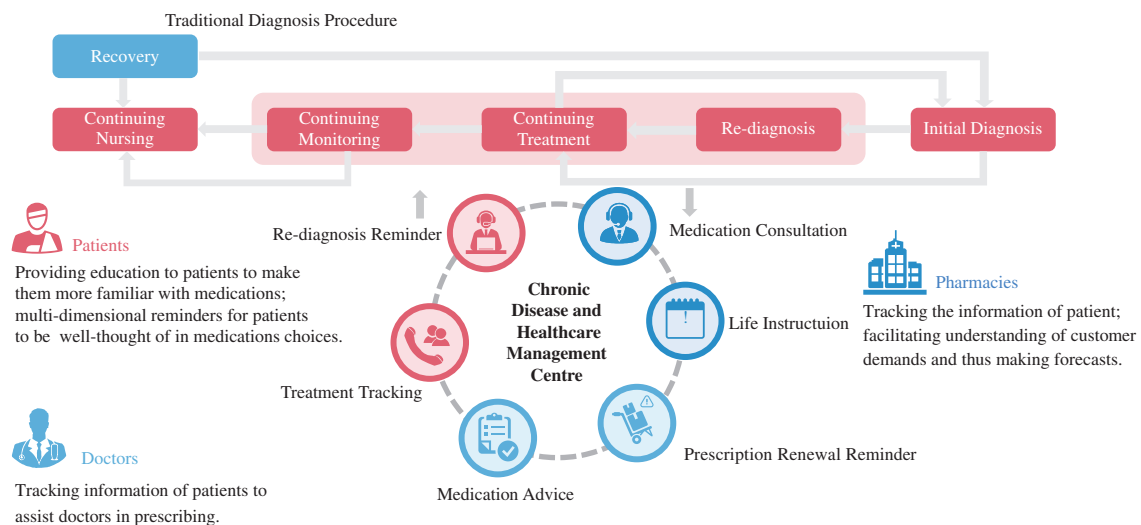 Traditional Diagnosis Procedure
Recovery
Continuing
Nursing
Continuing
Monitoring
Continuing
Treatment
Re-diagnosis
Initial Diagnosis
Patients
Providing education to patients to make
them more familiar with medications;
multi-dimensional reminders for patients
to be well-thought of in medications choices.
Re-diagnosis Reminder
Medication Consultation
Chronic
Disease and
Healthcare
Management
Centre
Life Instructuion
Treatment Tracking
Prescription Renewal Reminder
Medication Advice
Pharmacies
Tracking the information of patient;
facilitating understanding of customer
demands and thus making forecasts.
Doctors
Tracking information of patients to
assist doctors in prescribing.